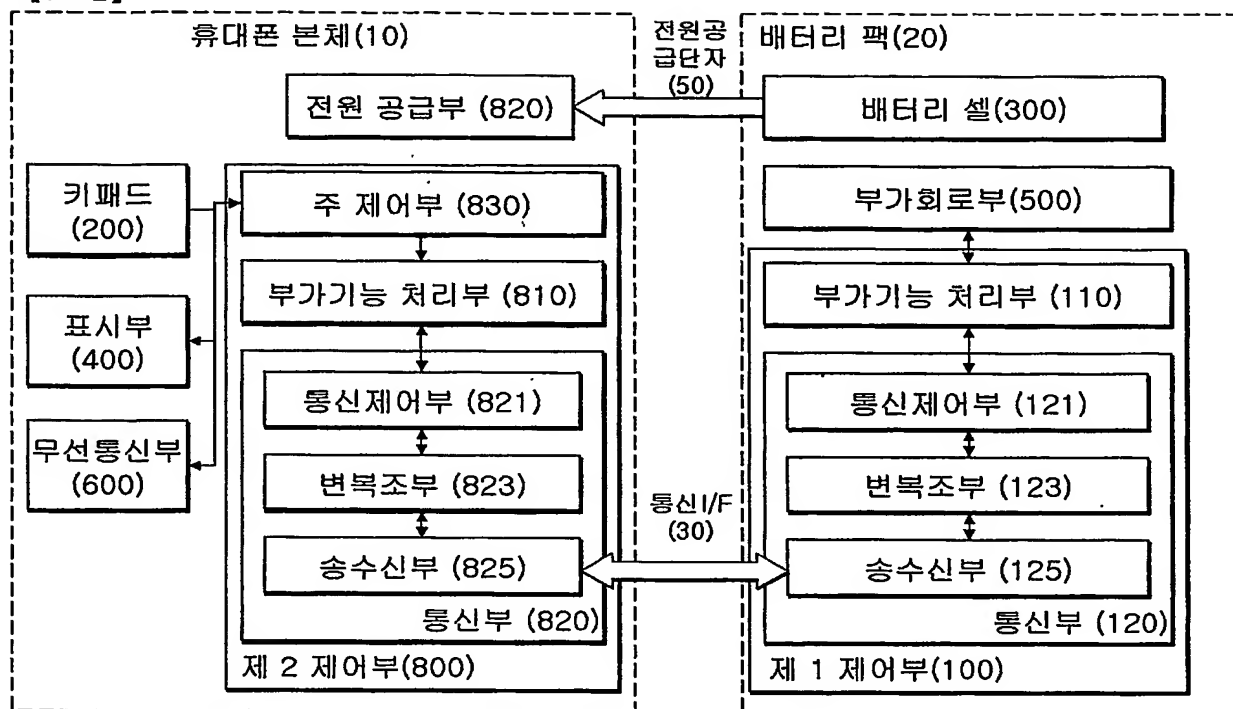 휴대폰 본체(10)
전원공
급단자
(50)
배터리 팩(20)
전원 공급부 (820)
배터리 셀(300)
키패드
(200)
주 제어부 (830)
부가회로부(500)
부가기능 처리부 (810)
부가기능 처리부 (110)
표시부
(400)
통신제어부 (821)
통신제어부 (121)
무선통신부
(600)
변복조부 (823)
변복조부 (123)
통신I/F
(30)
송수신부 (825)
송수신부 (125)
통신부 (820)
통신부 (120)
제 2 제어부(800)
제 1 제어부(100)